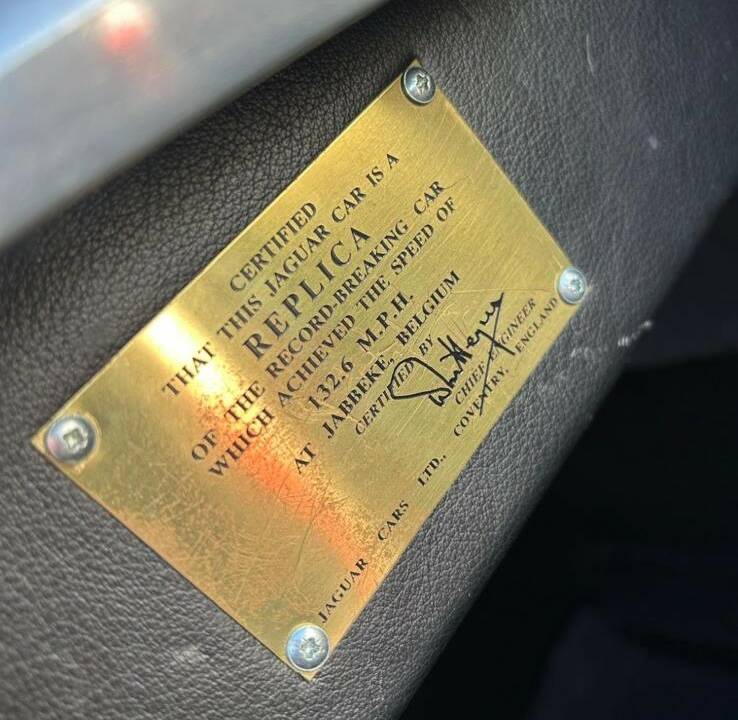 CERTIFIED
THAT THIS JAGUAR CAR IS A
REPLICA
OF THE RECORD-BREAKING CAR
WHICH ACHIEVED THE SPEED OF
132.6 M.P.H.
AT JABBEKE, BELGIUM
CERTIFIED BY
CHIEF ENGINEER
JAGUAR CARS LTD., COVENTRY, ENGLAND